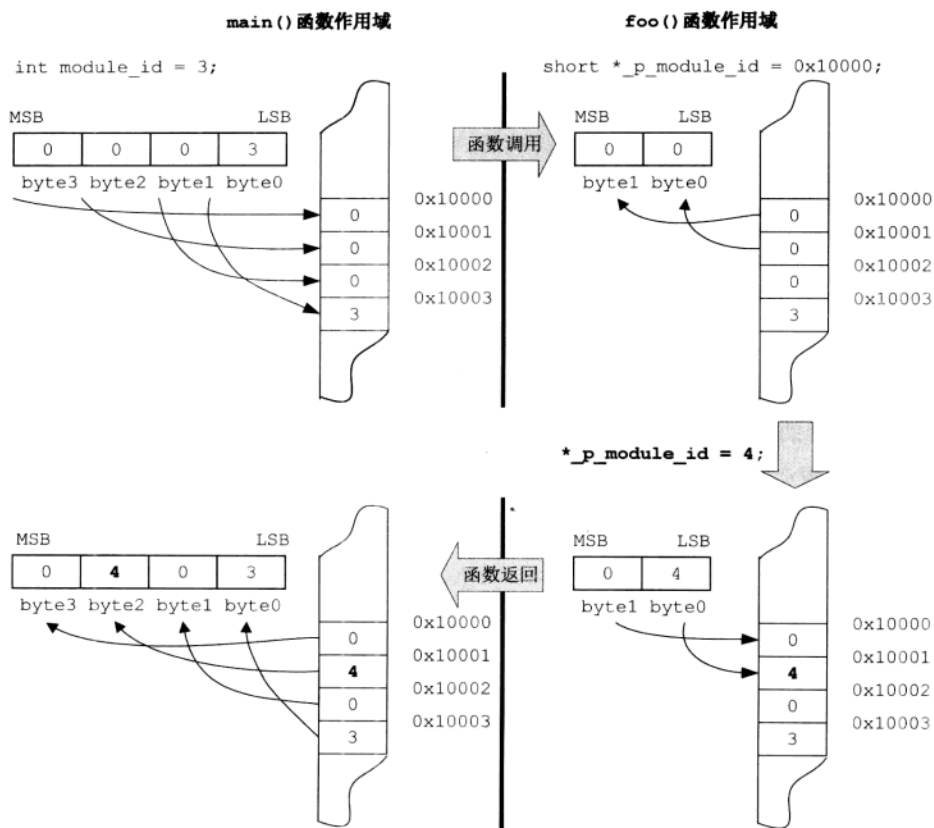 main()函数作用域
foo()函数作用域
int module_id = 3;
short *_p_module_id = 0x10000;
MSB LSB
0 0 0 3
byte3 byte2 byte1 byte0
0x10000
0
0x10001
0
0x10002
0
0x10003
3
函数调用
MSB LSB
0 0
byte1 byte0
0x10000
0
0x10001
0
0x10002
0
0x10003
3
*_p_module_id = 4;
MSB LSB
0 4 0 3
byte3 byte2 byte1 byte0
0x10000
0
0x10001
4
0x10002
0
0x10003
3
函数返回
MSB LSB
0 4
byte1 byte0
0x10000
0
0x10001
4
0x10002
0
0x10003
3